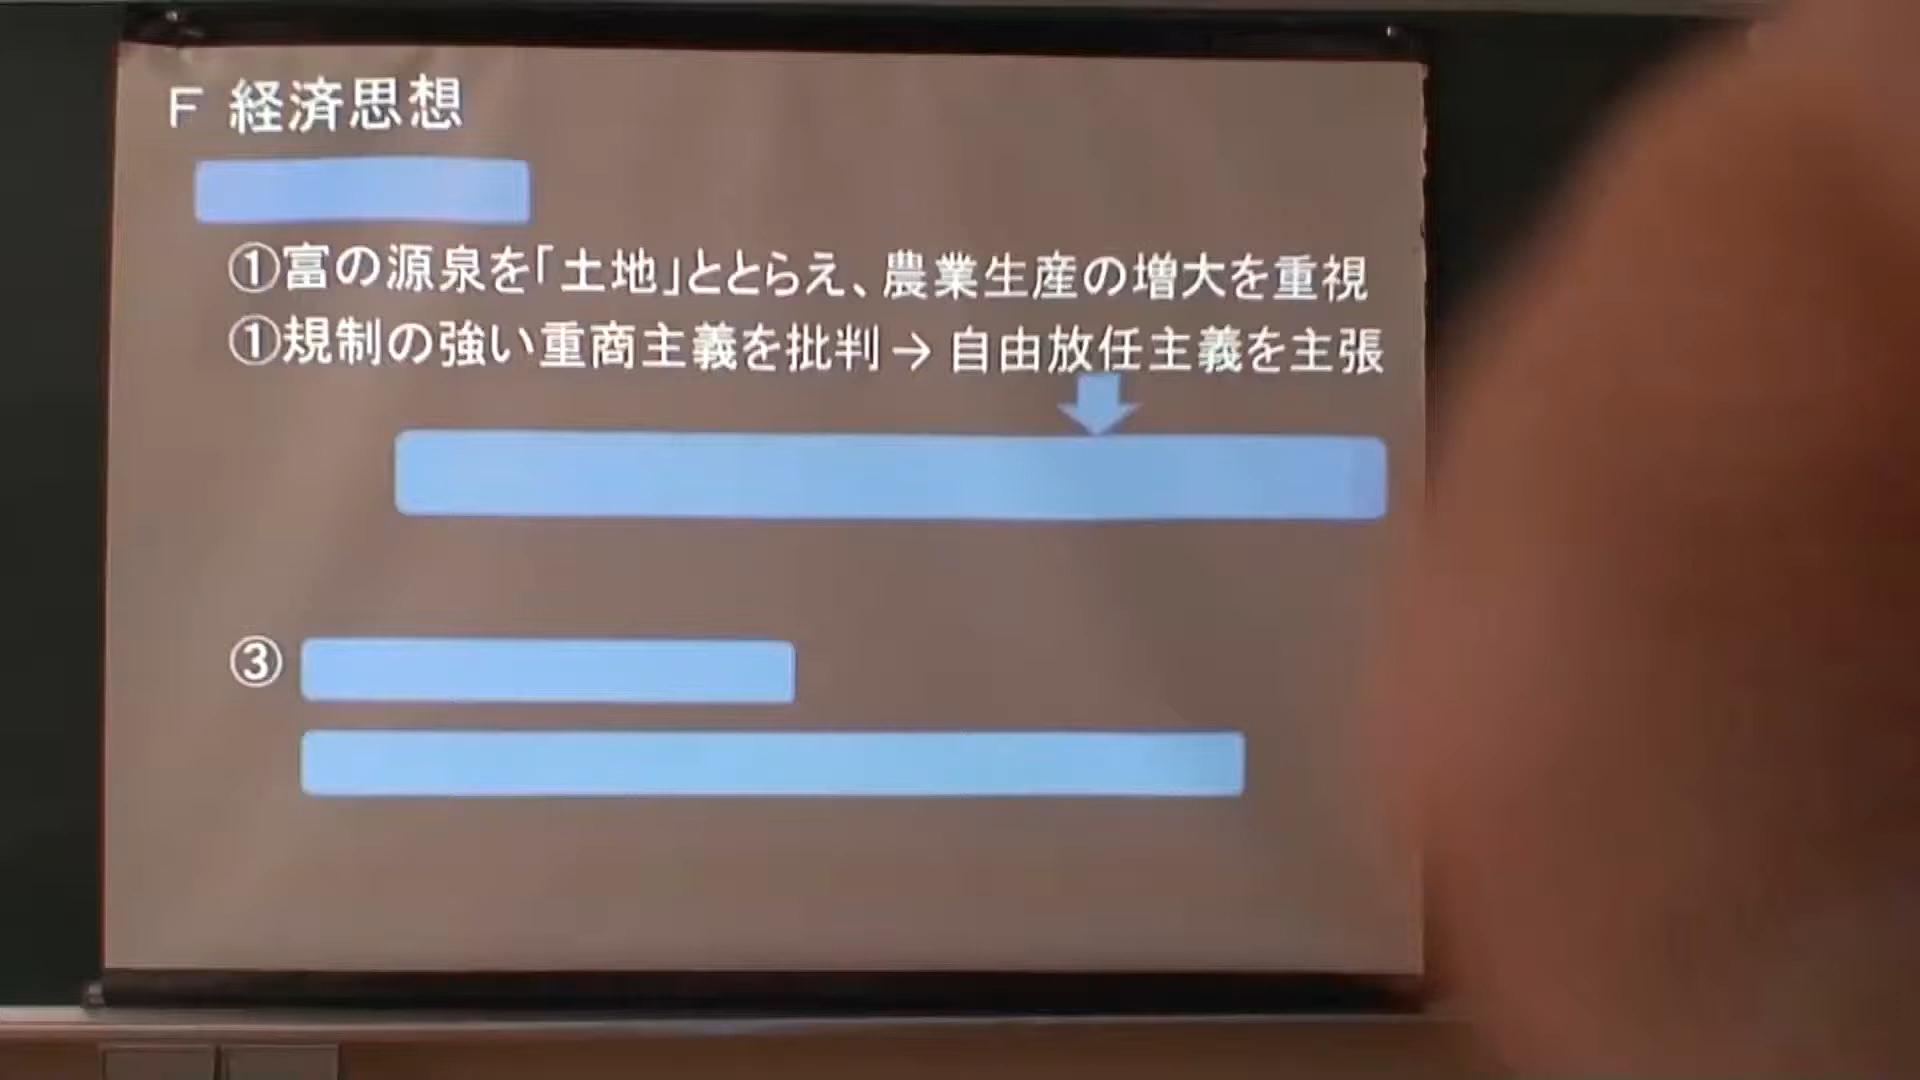 F 経済思想
①富の源泉を「土地」ととらえ、農業生産の増大を重視
①規制の強い重商主義を批判→自由放任主義を主張
③